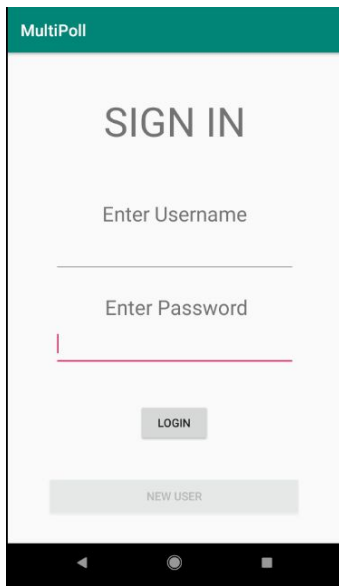 MultiPoll
SIGN IN
Enter Username
Enter Password
LOGIN
NEW USER